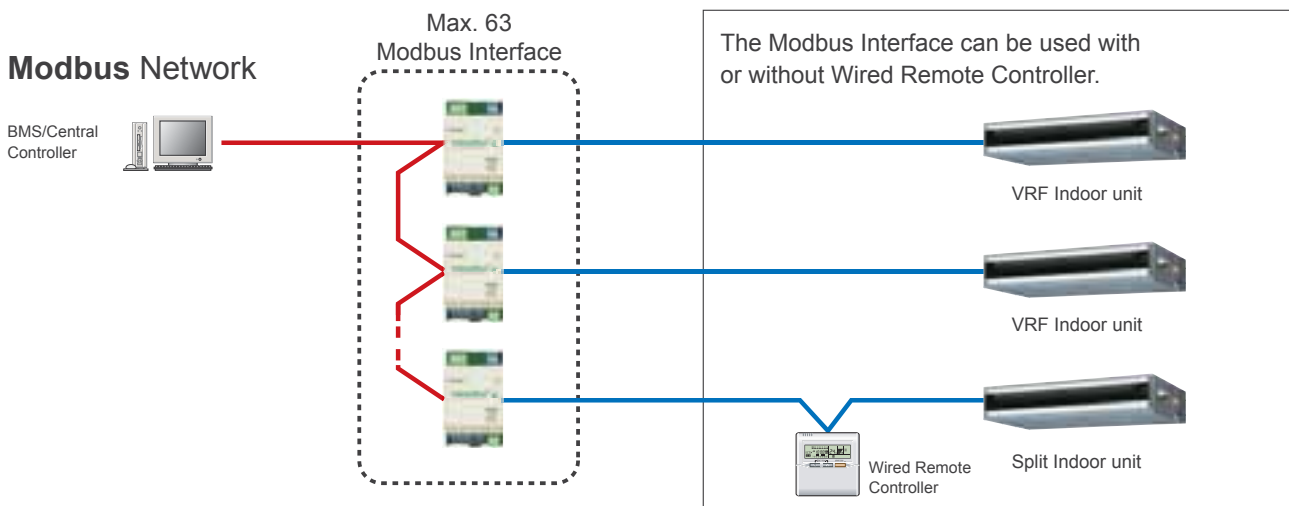 Modbus Network
Max. 63
Modbus Interface
The Modbus Interface can be used with
or without Wired Remote Controller.
BMS/Central
Controller
VRF Indoor unit
VRF Indoor unit
Wired Remote
Controller
Split Indoor unit